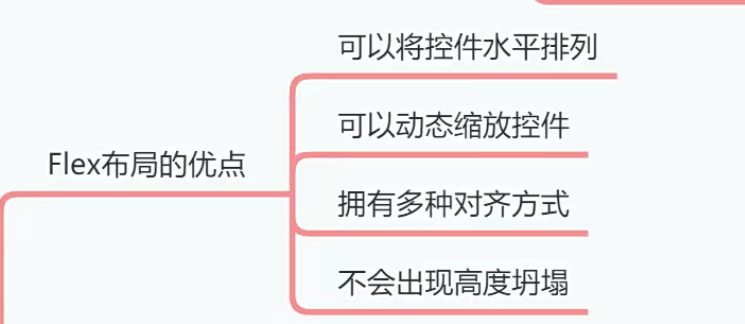 可以将控件水平排列
可以动态缩放控件
Flex布局的优点
拥有多种对齐方式
不会出现高度坍塌